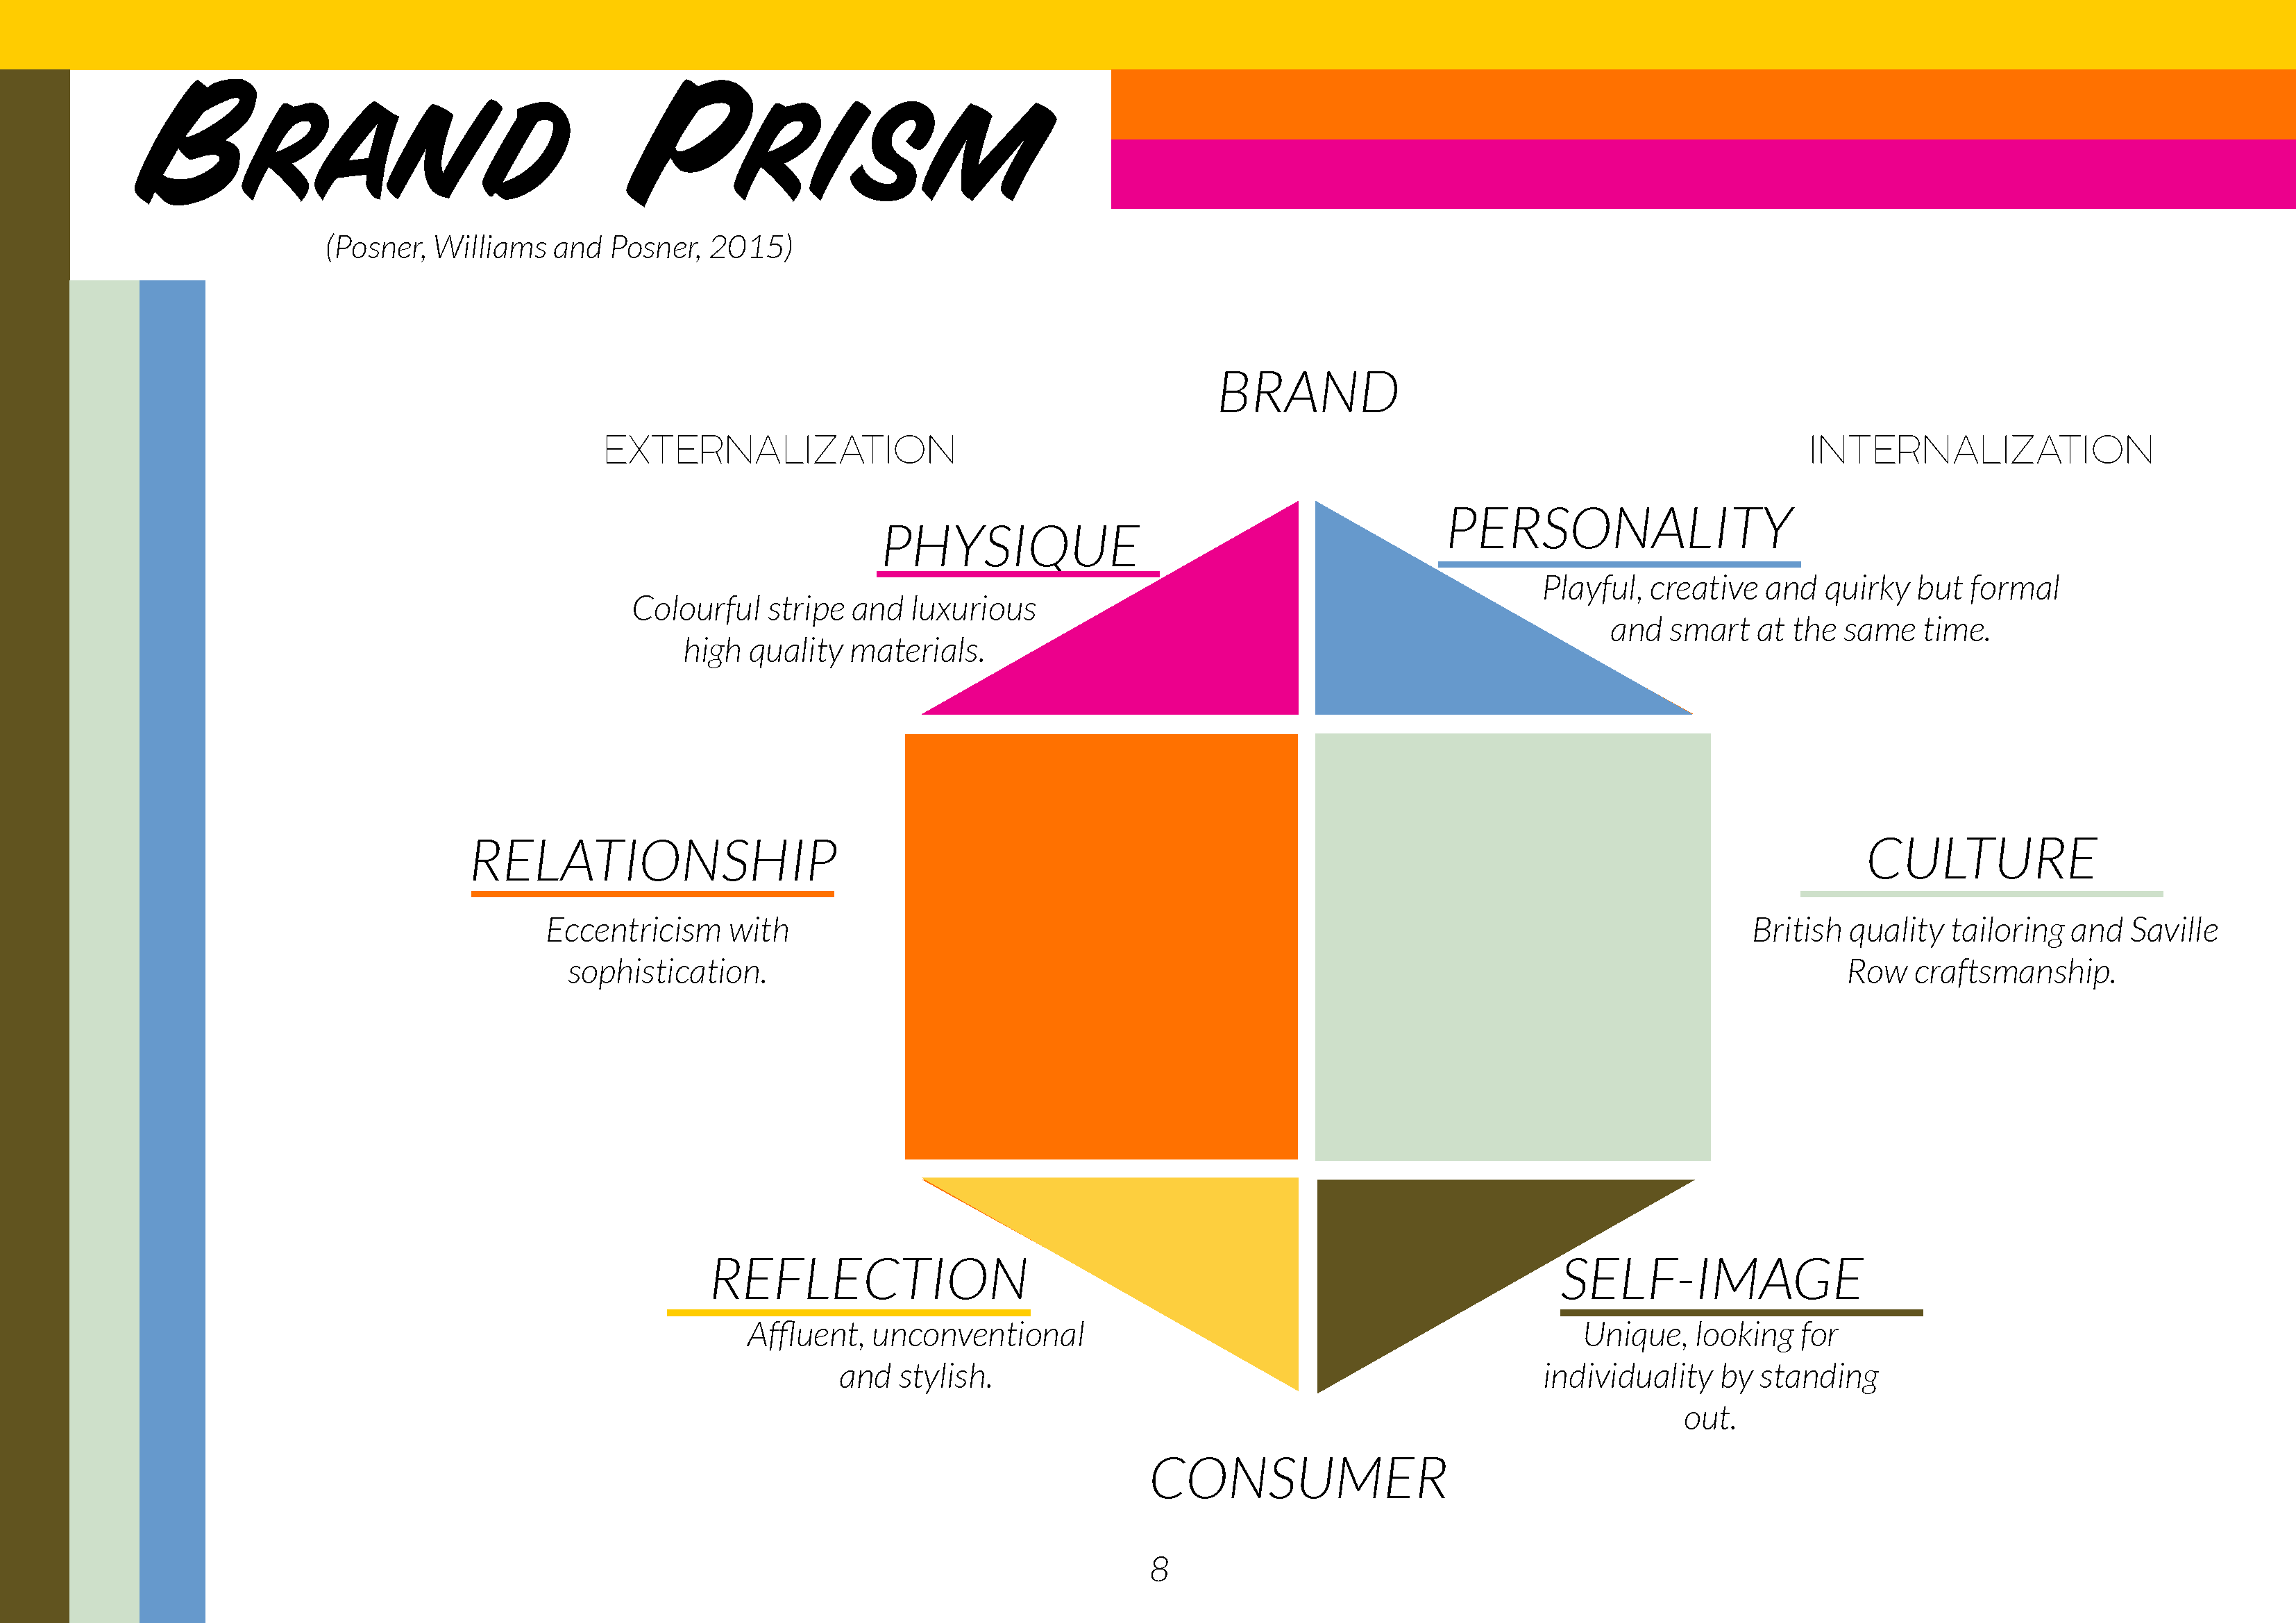 BRAND PRISM
(Posner, Williams and Posner, 2015)
BRAND
EXTERNALIZATION
INTERNALIZATION
PHYSIQUE
Colourful stripe and luxurious
high quality materials.
PERSONALITY
Playful, creative and quirky but formal
and smart at the same time.
RELATIONSHIP
Eccentricism with
sophistication.
CULTURE
British quality tailoring and Saville
Row craftsmanship.
REFLECTION
Affluent, unconventional
and stylish.
SELF-IMAGE
Unique, looking for
individuality by standing
out.
CONSUMER
8